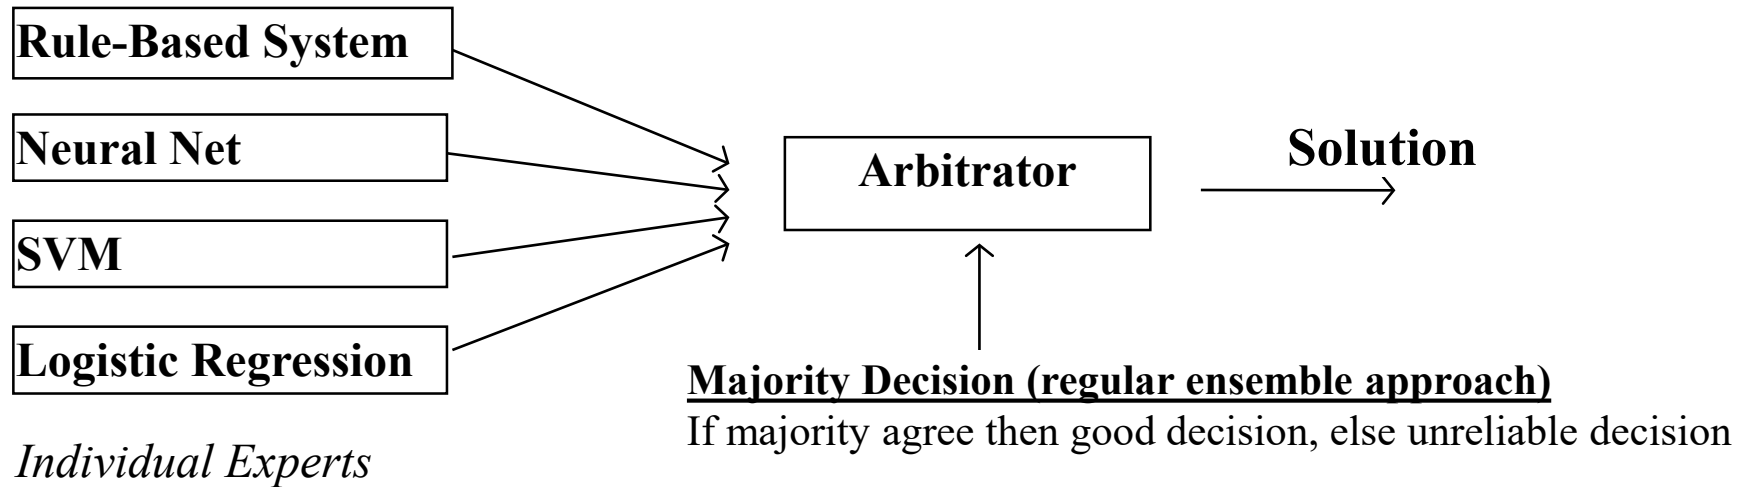 Rule-Based System
Neural Net
SVM
Logistic Regression
Individual Experts
Arbitrator
Solution
Majority Decision (regular ensemble approach)
If majority agree then good decision, else unreliable decision